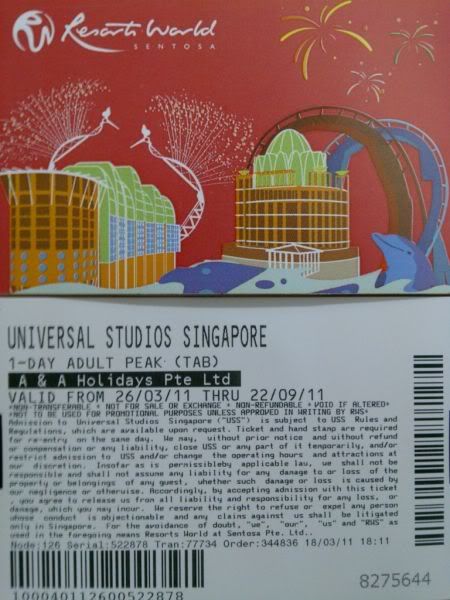 Resorts World
SENTOSA
UNIVERSAL STUDIOS SINGAPORE
1-DAY ADULT PEAK (TAB)
A & A Holidays Pte Ltd
VALID FROM 26/03/11 THRU 22/09/11
*NON-TRANSFERABLE * NOT FOR SALE OR EXCHANGE * NON-REFUNDABLE * VOID IF ALTERED*
*NOT TO BE USED FOR PROMOTIONAL PURPOSES UNLESS APPROVED IN WRITING BY RWS*
Admission to Universal Studios Singapore ("USS") is subject to USS Rules and
Regulations, which are available upon request. Ticket and hand stamp are required
for re-entry on the same day. We may, without prior notice and without refund
or compensation or any liability, close USS or any part of it temporarily, and/or
restrict admission to USS and/or change the operating hours and attractions at
our discretion. Insofar as is permissibleby applicable law, we shall not be
responsible and shall not assume any liability for any damage to or loss of the
property or belongings of any guest, whether such damage or loss is caused by
our negligence or otherwise. Accordingly, by accepting admission with this ticket
, you agree to release us from all liability and responsibility for any loss, or
damage, which you may incur. We reserve the right to refuse or expel any person
whose conduct is objectionable and any claims against us shall be litigated
only in Singapore. For the avoidance of doubt, "we", "our", "us" and "RWS" as
used in the foregoing means Resorts World at Sentosa Pte. Ltd..
Node:126 Serial:522878 Tran:77734 Order:344836 18/03/11 18:11
100040112600522878
8275644